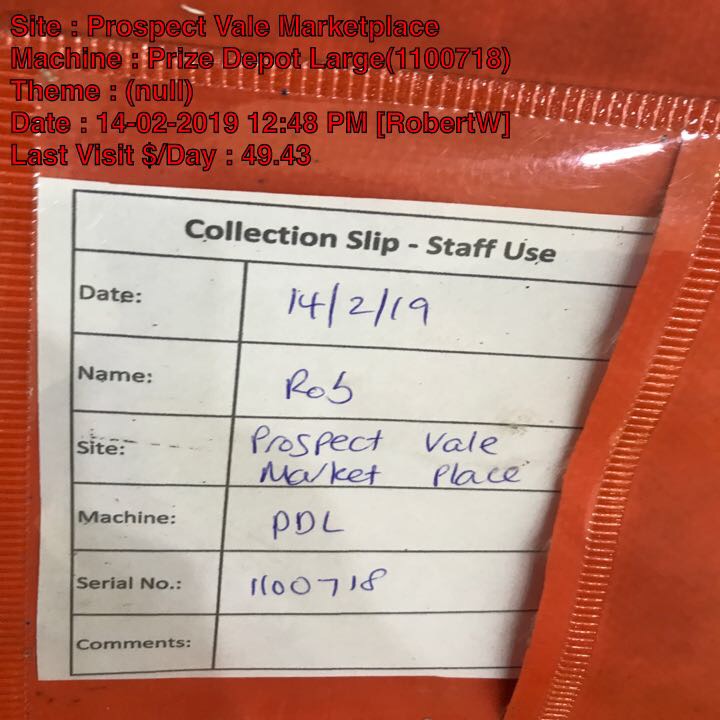 Site : Prospect Vale Marketplace
Machine : Prize Depot Large(1100718)
Theme : (null)
Date : 14-02-2019 12:48 PM [RobertW]
Last Visit $/Day : 49.43
Collection Slip - Staff Use
Date: 14/2/19
Name: Rob
Site: Prospect Vale
Market Place
Machine: PDL
Serial No.: 1100718
Comments: